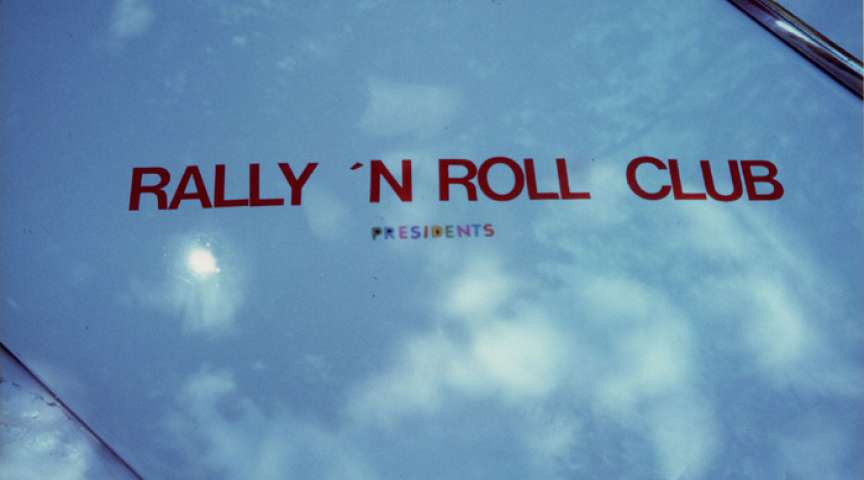 RALLY ´N ROLL CLUB
PRESIDENTS